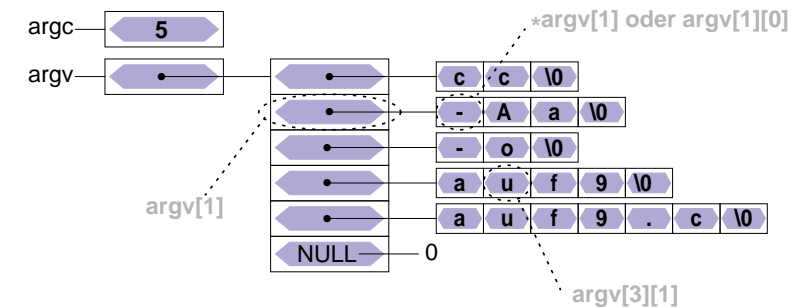 *argv[1] oder argv[1][0]
argc 5
argv c c \0
- A a \0
- o \0
argv[1] a u f 9 \0
a u f 9 . c \0
NULL 0
argv[3][1]